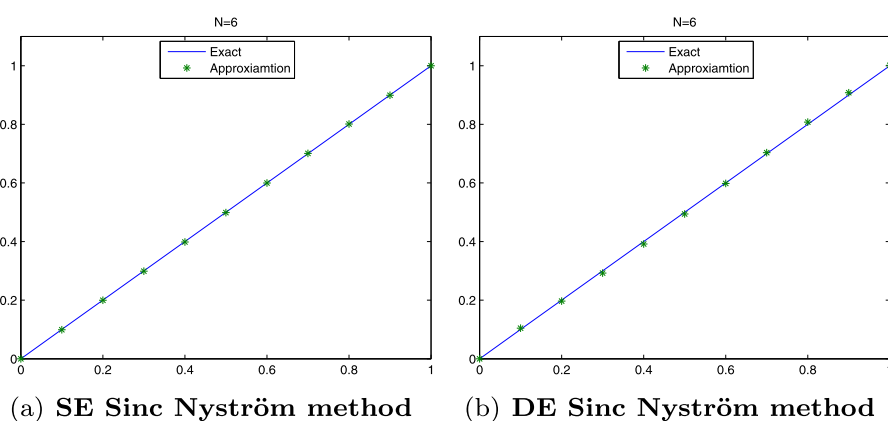 N=6
Exact
Approxiamtion
1
0.8
0.6
0.4
0.2
0
0 0.2 0.4 0.6 0.8 1
(a) SE Sinc Nyström method
N=6
Exact
Approxiamtion
1
0.8
0.6
0.4
0.2
0
0 0.2 0.4 0.6 0.8 1
(b) DE Sinc Nyström method